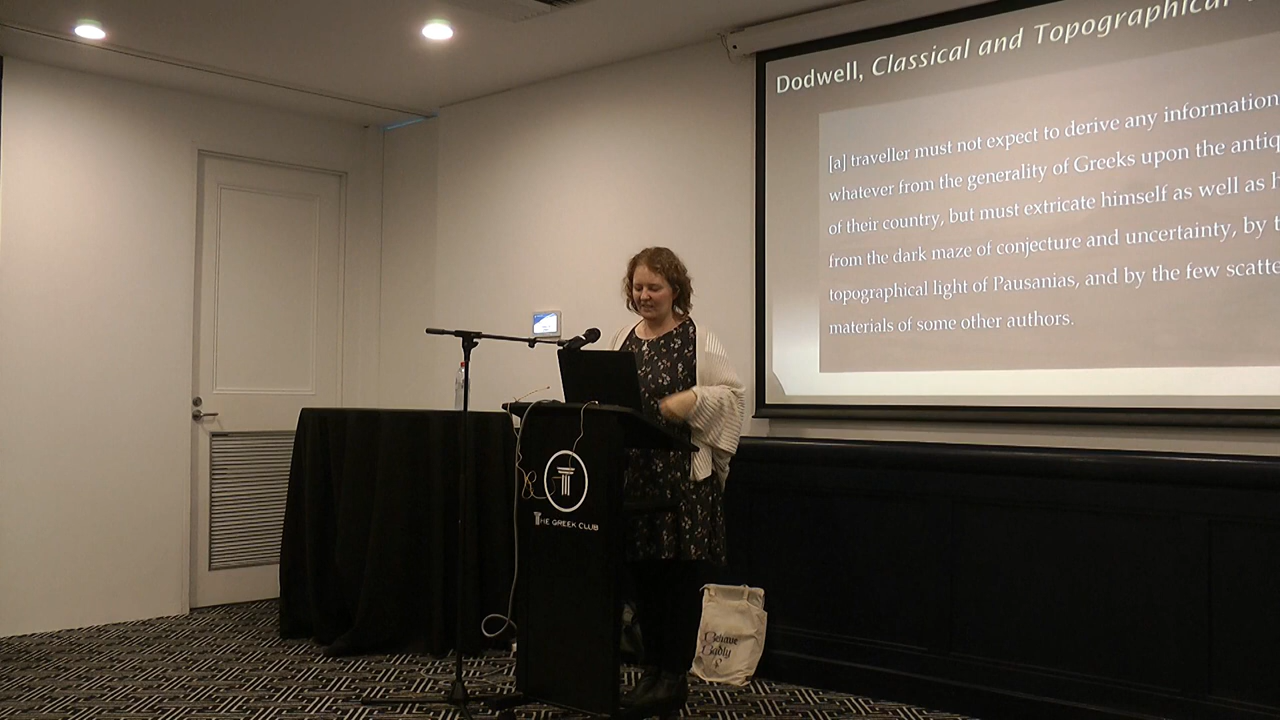 Dodwell, Classical and Topographical
[a] traveller must not expect to derive any information
whatever from the generality of Greeks upon the antiq
of their country, but must extricate himself as well as h
from the dark maze of conjecture and uncertainty, by t
topographical light of Pausanias, and by the few scatte
materials of some other authors.
THE GREEK CLUB
Behave
Badly